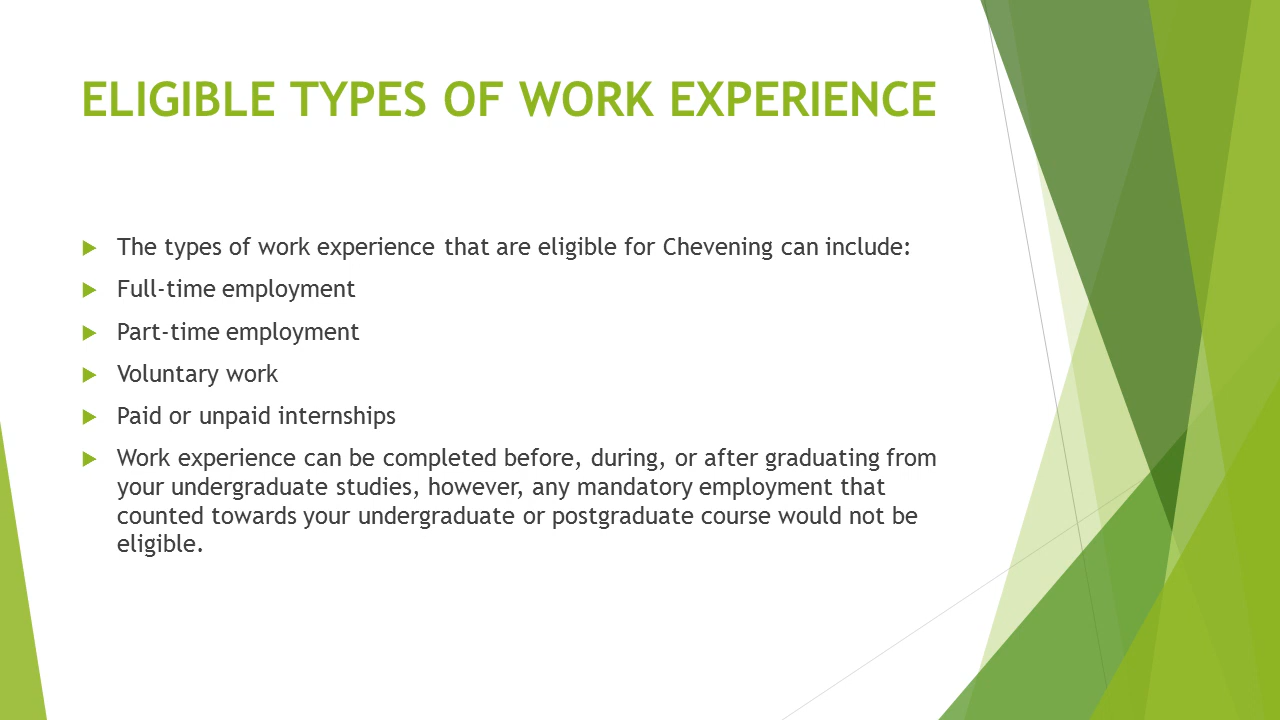 ELIGIBLE TYPES OF WORK EXPERIENCE
The types of work experience that are eligible for Chevening can include:
Full-time employment
Part-time employment
Voluntary work
Paid or unpaid internships
Work experience can be completed before, during, or after graduating from
your undergraduate studies, however, any mandatory employment that
counted towards your undergraduate or postgraduate course would not be
eligible.